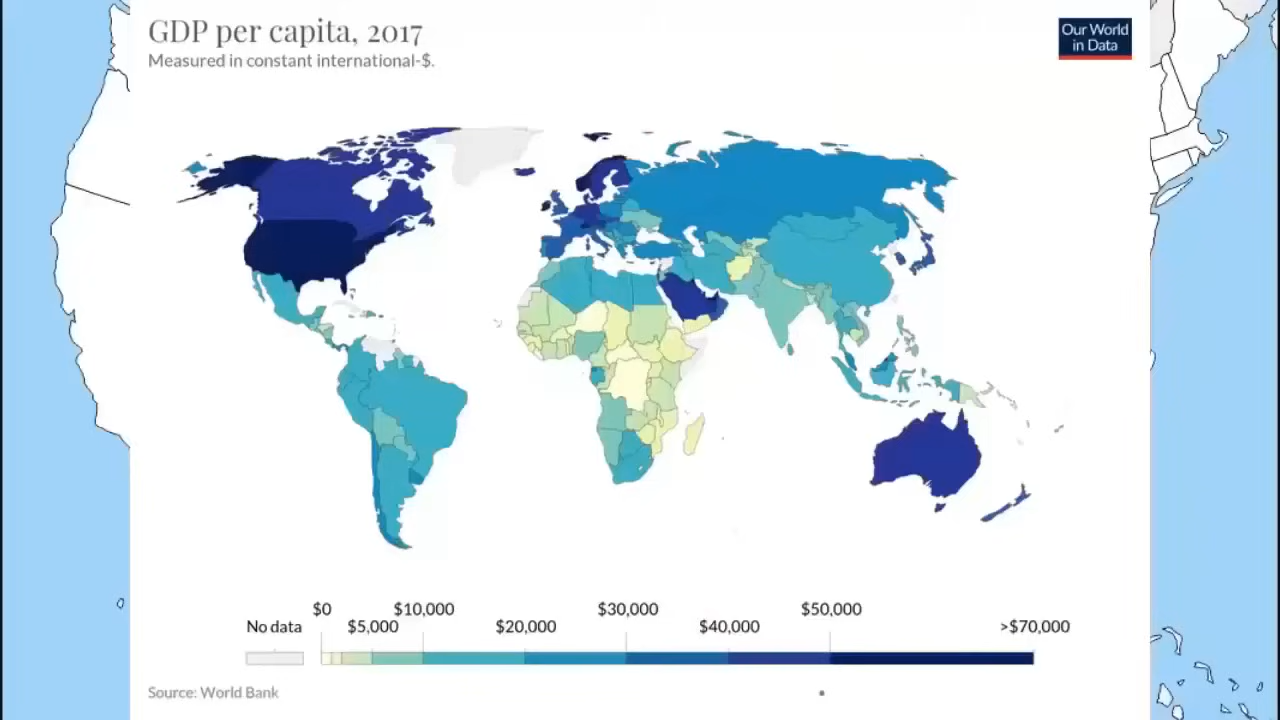 GDP per capita, 2017
Measured in constant international-$.
Our World
in Data
$0 $10,000 $30,000 $50,000
No data $5,000 $20,000 $40,000 >$70,000
Source: World Bank